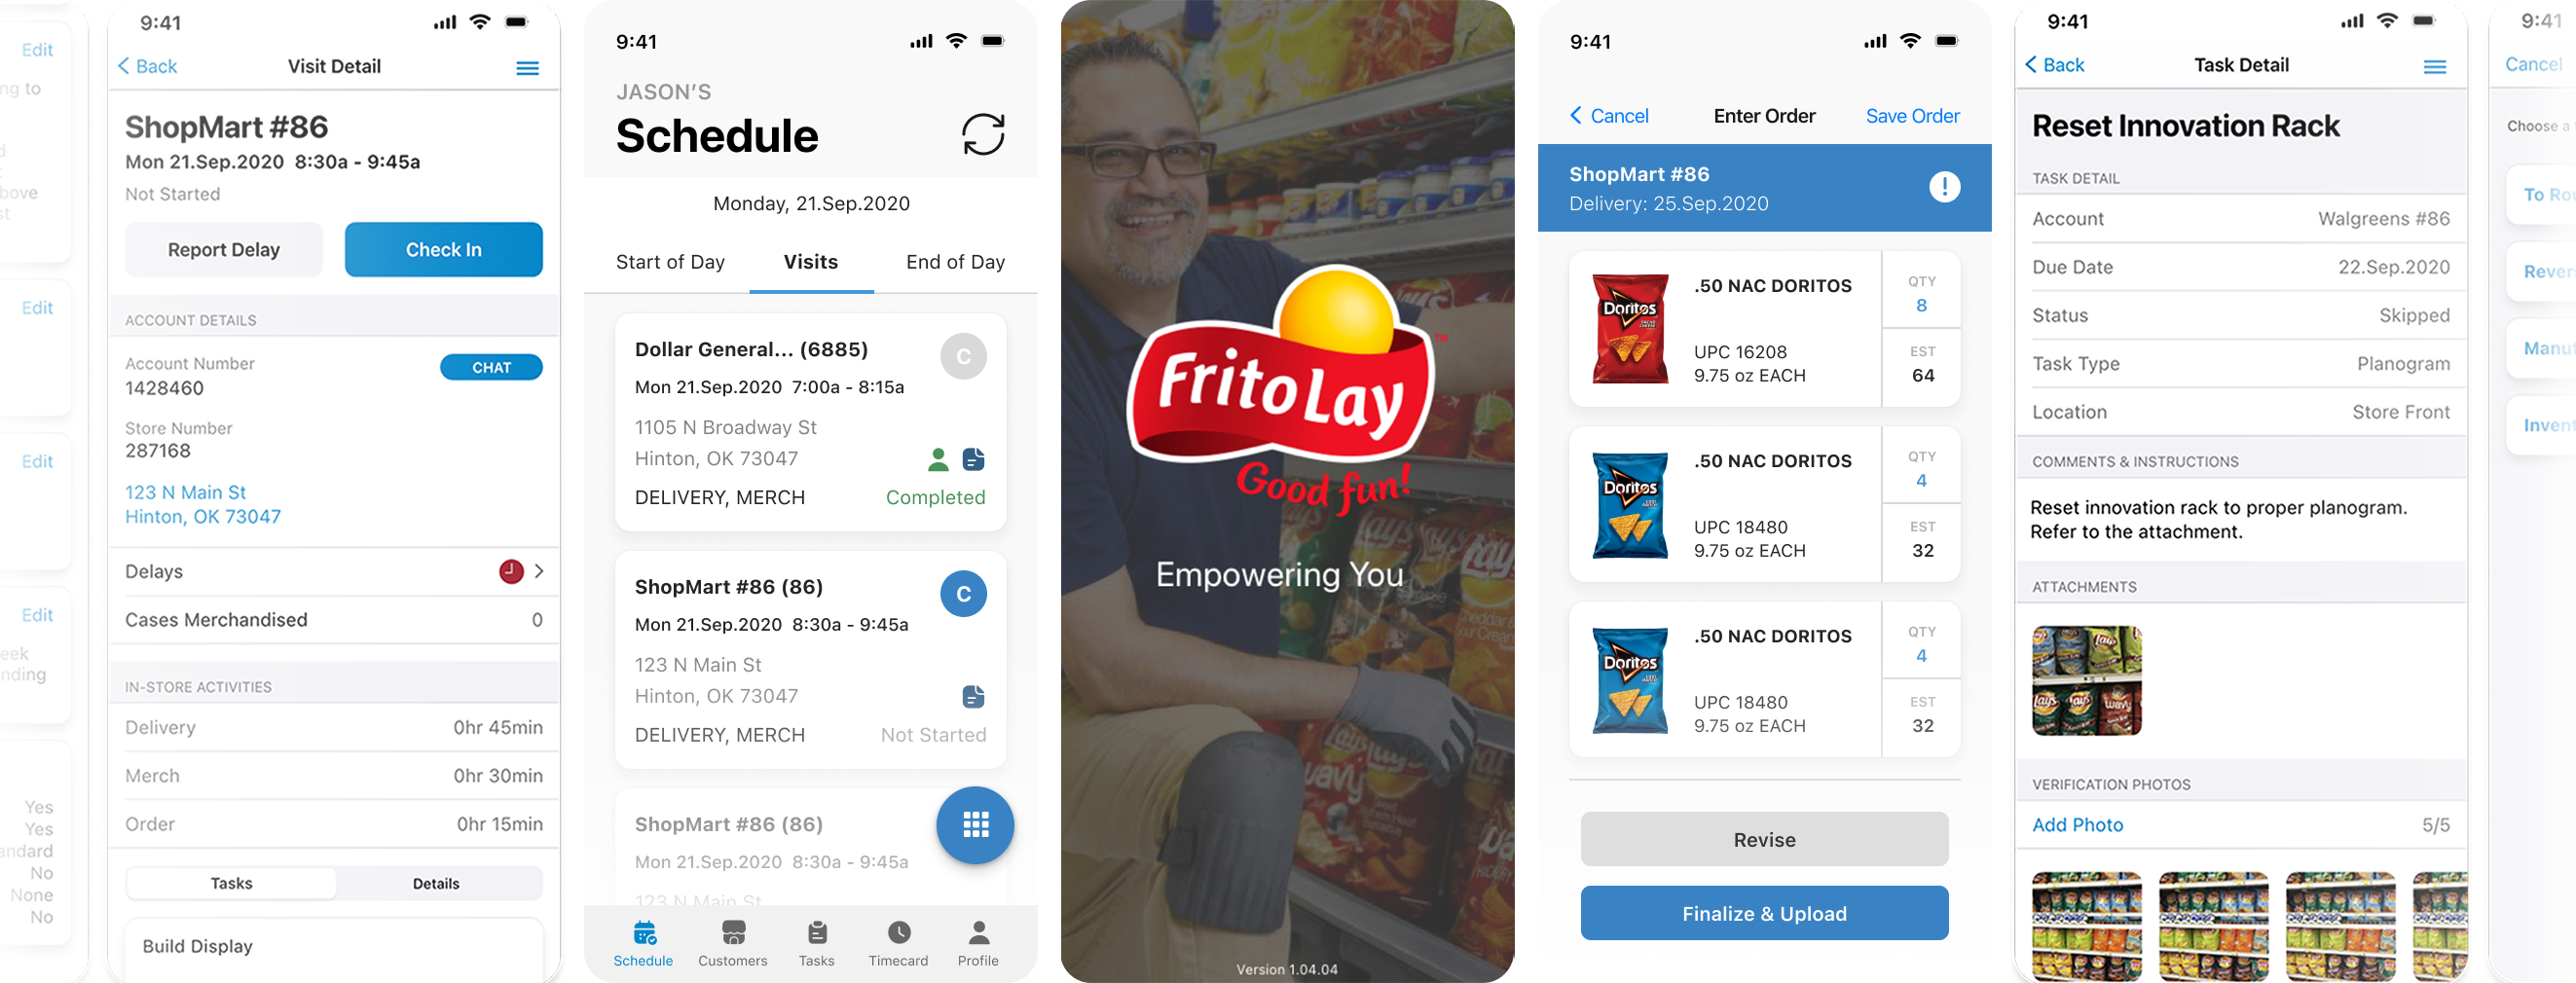 Edit
ng to
bove
st
Edit
Edit
Edit
eek
nding
Yes
Yes
andard
No
None
No
9:41
Back
Visit Detail
ShopMart #86
Mon 21.Sep.2020 8:30a - 9:45a
Not Started
Report Delay
Check In
ACCOUNT DETAILS
Account Number
1428460
CHAT
Store Number
287168
123 N Main St
Hinton, OK 73047
Delays
Cases Merchandised 0
IN-STORE ACTIVITIES
Delivery 0hr 45min
Merch 0hr 30min
Order 0hr 15min
Tasks Details
Build Display
9:41
JASON'S
Schedule
Monday, 21.Sep.2020
Start of Day Visits End of Day
Dollar General... (6885)
C
Mon 21.Sep.2020 7:00a - 8:15a
1105 N Broadway St
Hinton, OK 73047
DELIVERY, MERCH Completed
ShopMart #86 (86)
C
Mon 21.Sep.2020 8:30a - 9:45a
123 N Main St
Hinton, OK 73047
DELIVERY, MERCH Not Started
ShopMart #86 (86)
Mon 21.Sep.2020 8:30a - 9:45a
123 N Main St
Schedule Customers Tasks Timecard Profile
Frito Lay
TM
Good fun!
Empowering You
Version 1.04.04
9:41
Cancel Enter Order Save Order
ShopMart #86
Delivery: 25.Sep.2020
Doritos
.50 NAC DORITOS
UPC 16208
9.75 oz EACH
QTY
8
EST
64
Doritos
.50 NAC DORITOS
UPC 18480
9.75 oz EACH
QTY
4
EST
32
Doritos
.50 NAC DORITOS
UPC 18480
9.75 oz EACH
QTY
4
EST
32
Revise
Finalize & Upload
9:41
Back
Task Detail
Reset Innovation Rack
TASK DETAIL
Account Walgreens #86
Due Date 22.Sep.2020
Status Skipped
Task Type Planogram
Location Store Front
COMMENTS & INSTRUCTIONS
Reset innovation rack to proper planogram.
Refer to the attachment.
ATTACHMENTS
VERIFICATION PHOTOS
Add Photo 5/5
9:41
Cancel
Choose a
To Rou
Rever
Manu
Invent